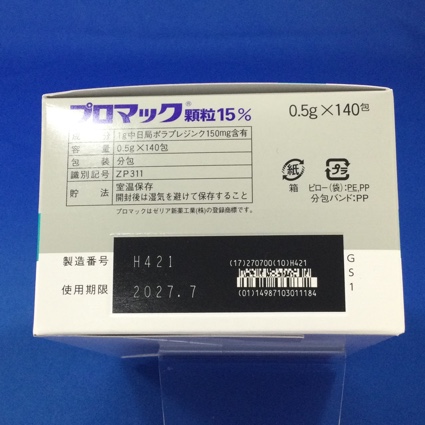 プロマック® 顆粒15%
0.5g×140包
1g中日局ポラプレジンク150mg含有
容 量 0.5g×140包
包 装 分包
識別記号 ZP311
貯 法 室温保存
開封後は湿気を避けて保存すること
プロマックはゼリア新薬工業(株)の登録商標です。
紙
箱
プラ
ピロー(袋):PE,PP
分包バンド:PP
製造番号 H421
使用期限 2027.7
(17)270700(10)H421
(01)14987103011184
G
S
1